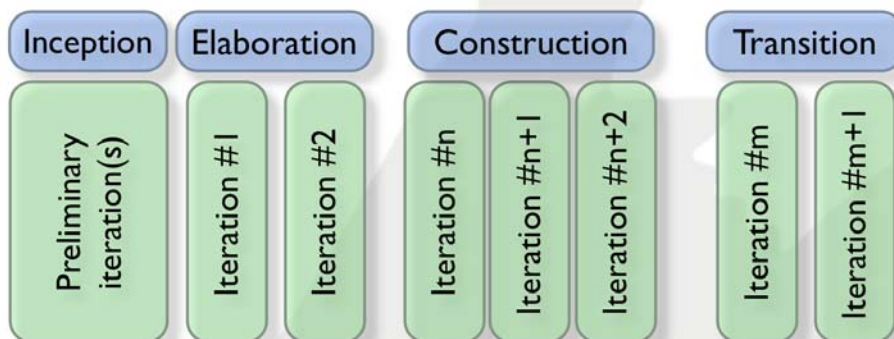 Inception
Elaboration
Construction
Transition
Preliminary
iteration(s)
Iteration #1
Iteration #2
Iteration #n
Iteration #n+1
Iteration #n+2
Iteration #m
Iteration #m+1